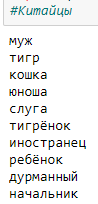 #Китайцы
муж
тигр
кошка
юноша
слуга
тигрёнок
иностранец
ребёнок
дурманный
начальник